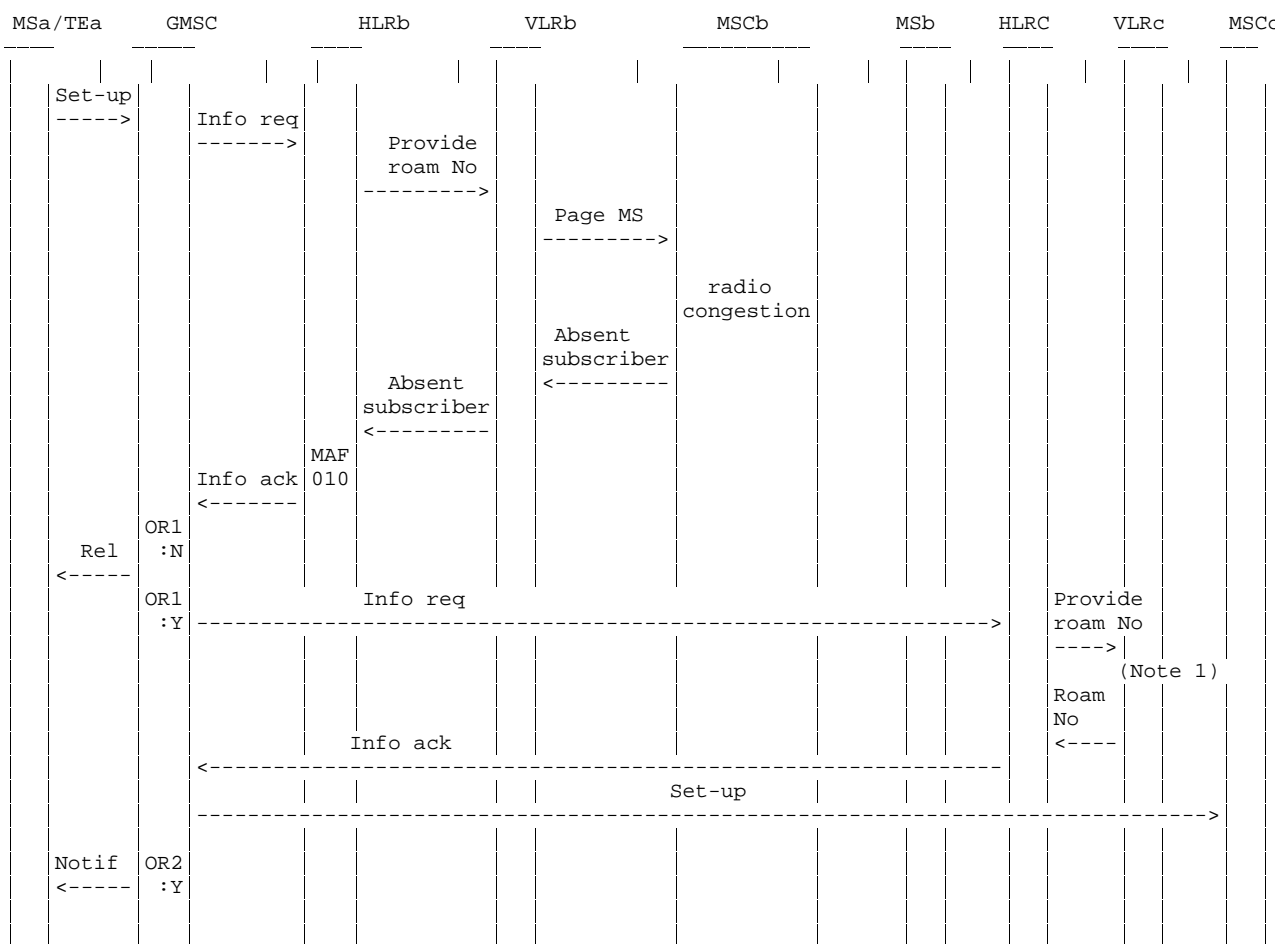 MSa/TEa GMSC HLRb VLRb MSCb MSb HLRC VLRc MSCc
Set-up
-----> Info req
-------> Provide
roam No
--------->
Page MS
--------->
radio
congestion
Absent
subscriber
Absent <---------
subscriber
<---------
MAF
Info ack 010
<-------
OR1
Rel :N
<-----
OR1 Info req Provide
:Y --------------------------------------------------------------> roam No
---->
(Note 1)
Roam
No
Info ack <----
<--------------------------------------------------------------
Set-up
------------------------------------------------------------------------------->
Notif OR2
<----- :Y